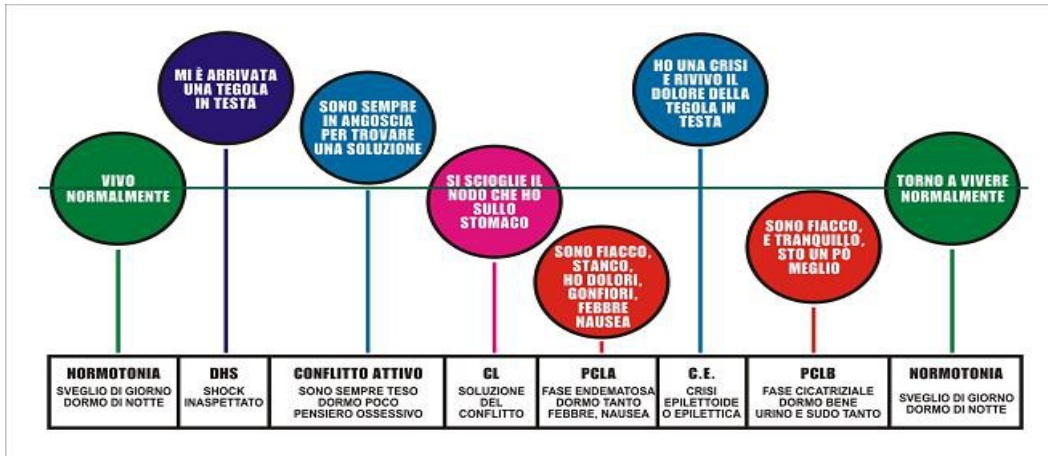 VIVO
NORMALMENTE
MI È ARRIVATA
UNA TEGOLA
IN TESTA
SONO SEMPRE
IN ANGOSCIA
PER TROVARE
UNA SOLUZIONE
SI SCIOGLIE IL
NODO CHE HO
SULLO
STOMACO
SONO FIACCO,
STANCO,
HO DOLORI,
GONFIORI,
FEBBRE
NAUSEA
HO UNA CRISI
E RIVIVO IL
DOLORE DELLA
TEGOLA IN
TESTA
SONO FIACCO,
E TRANQUILLO,
STO UN PÒ
MEGLIO
TORNO A VIVERE
NORMALMENTE
NORMOTONIA
SVEGLIO DI GIORNO
DORMO DI NOTTE
DHS
SHOCK
INASPETTATO
CONFLITTO ATTIVO
SONO SEMPRE TESO
DORMO POCO
PENSIERO OSSESSIVO
CL
SOLUZIONE
DEL
CONFLITTO
PCLA
FASE ENDEMATOSA
DORMO TANTO
FEBBRE, NAUSEA
C.E.
CRISI
EPILETTOIDE
O EPILETTICA
PCLB
FASE CICATRIZIALE
DORMO BENE
URINO E SUDO TANTO
NORMOTONIA
SVEGLIO DI GIORNO
DORMO DI NOTTE